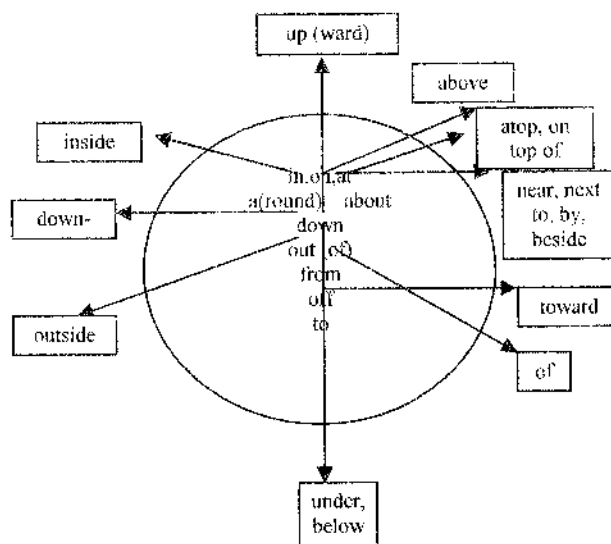 up (ward)
above
inside
atop, on
top of
in,on,at
a(round) about
near, next
to, by,
beside
down-
down
out (of)
from
off
to
toward
outside
of
under,
below